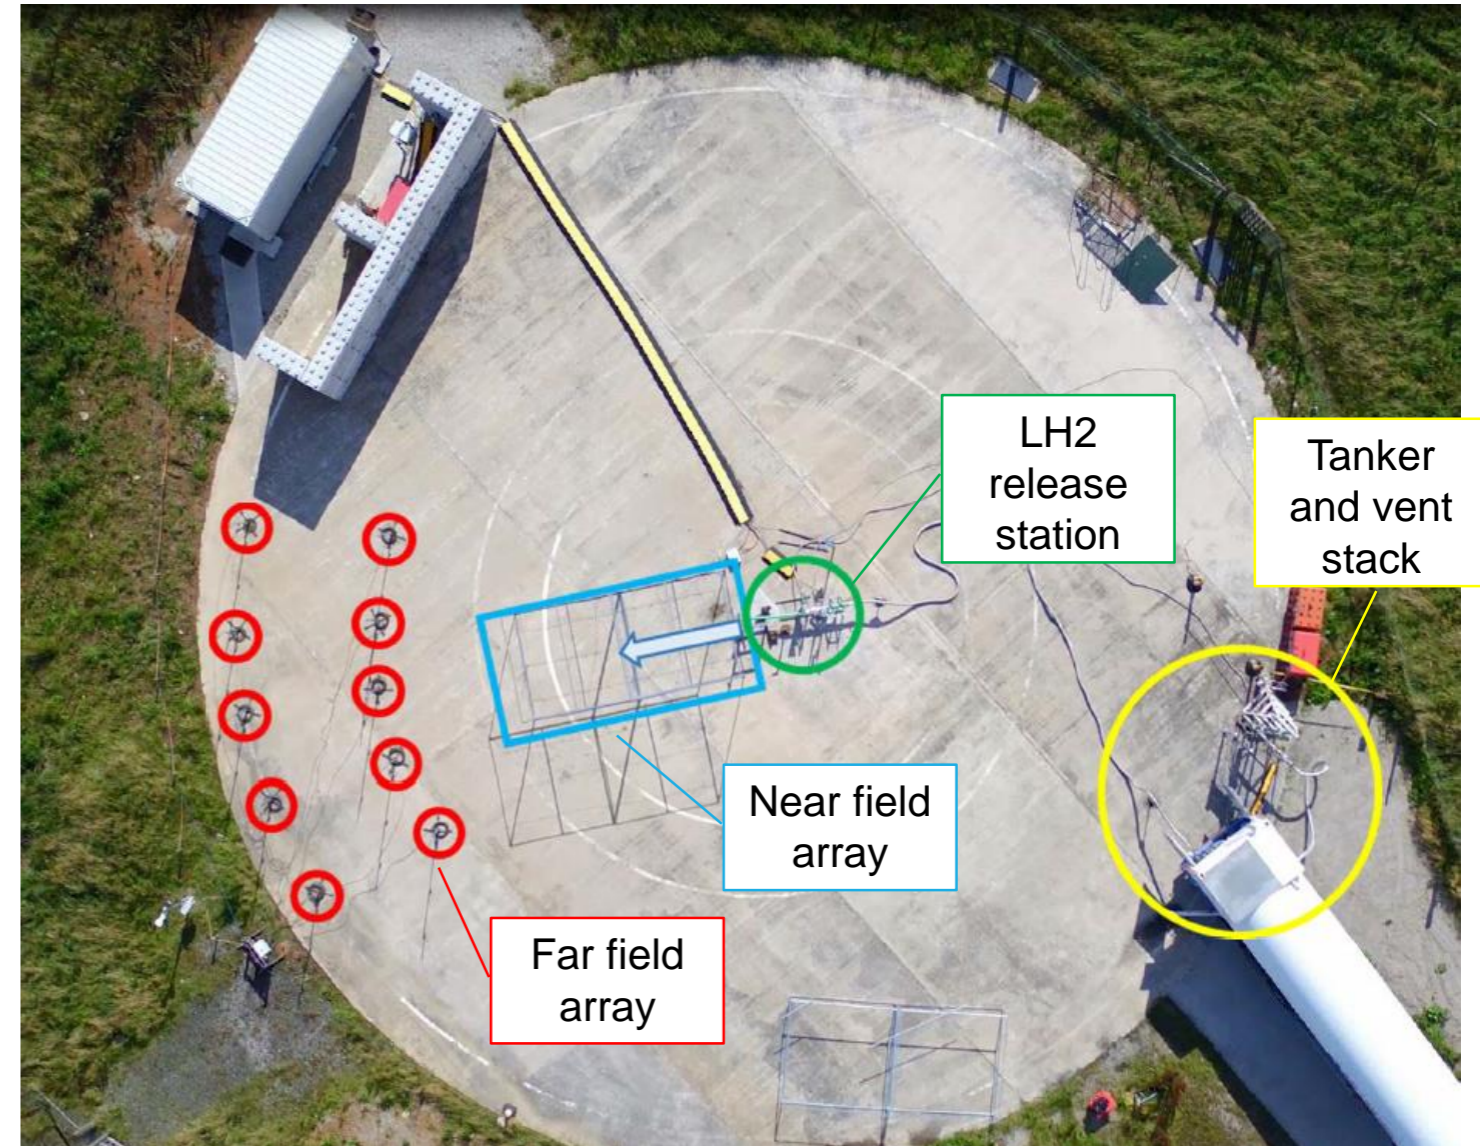 LH2
release
station
Tanker
and vent
stack
Near field
array
Far field
array